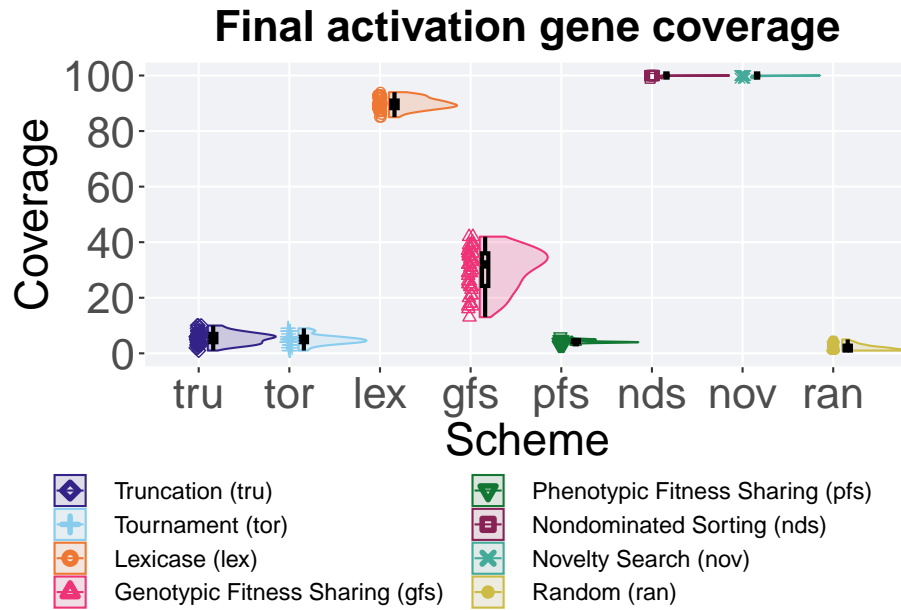 Final activation gene coverage
Coverage
100
80
60
40
20
0
tru tor lex gfs pfs nds nov ran
Scheme
Truncation (tru)
Tournament (tor)
Lexicase (lex)
Genotypic Fitness Sharing (gfs)
Phenotypic Fitness Sharing (pfs)
Nondominated Sorting (nds)
Novelty Search (nov)
Random (ran)